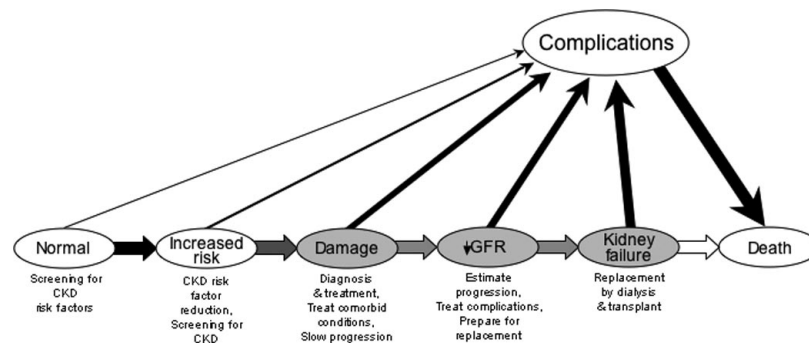 Complications
Normal
Increased
risk
Damage
↓GFR
Kidney
failure
Death
Screening for
CKD
risk factors
CKD risk
factor
reduction,
Screening for
CKD
Diagnosis
& treatment,
Treat comorbid
conditions,
Slow progression
Estimate
progression,
Treat complications,
Prepare for
replacement
Replacement
by dialysis
& transplant